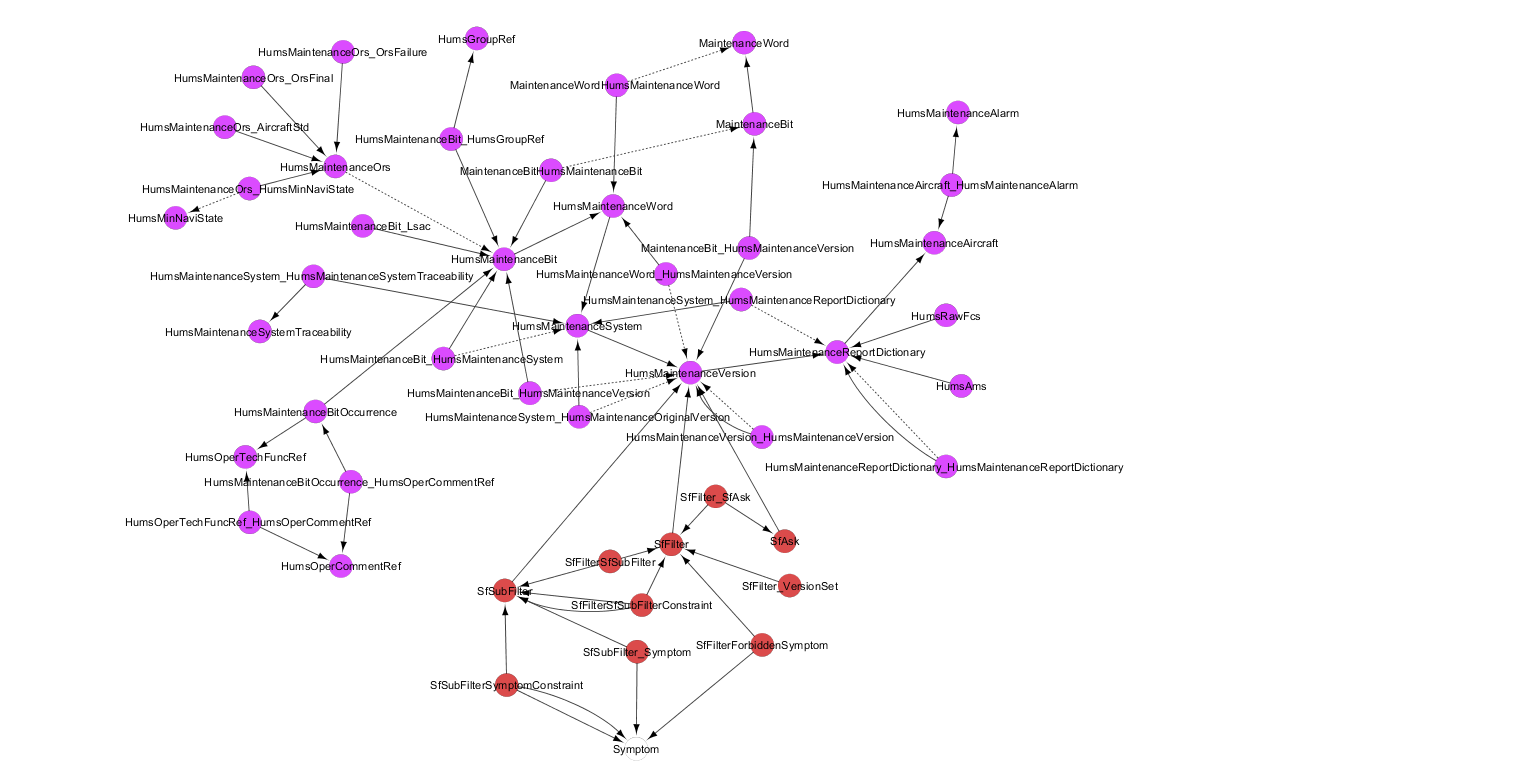 HumsGroupRef
MaintenanceWord
HumsMaintenanceOrs_OrsFailure
HumsMaintenanceOrs_OrsFinal
MaintenanceWordHumsMaintenanceWord
HumsMaintenanceAlarm
HumsMaintenanceOrs_AircraftStd
MaintenanceBit
HumsMaintenanceBit_HumsGroupRef
HumsMaintenanceOrs
MaintenanceBitHumsMaintenanceBit
HumsMaintenanceAircraft_HumsMaintenanceAlarm
HumsMaintenanceOrs_HumsMinNaviState
HumsMaintenanceWord
HumsMinNaviState
HumsMaintenanceBit_Lsac
HumsMaintenanceAircraft
MaintenanceBit_HumsMaintenanceVersion
HumsMaintenanceBit
HumsMaintenanceWord_HumsMaintenanceVersion
HumsMaintenanceSystem_HumsMaintenanceSystemTraceability
HumsMaintenanceSystem_HumsMaintenanceReportDictionary
HumsRawFcs
HumsMaintenanceSystem
HumsMaintenanceSystemTraceability
HumsMaintenanceReportDictionary
HumsMaintenanceBit_HumsMaintenanceSystem
HumsMaintenanceVersion
HumsAms
HumsMaintenanceBit_HumsMaintenanceVersion
HumsMaintenanceBitOccurrence
HumsMaintenanceSystem_HumsMaintenanceOriginalVersion
HumsMaintenanceVersion_HumsMaintenanceVersion
HumsOperTechFuncRef
HumsMaintenanceReportDictionary_HumsMaintenanceReportDictionary
HumsMaintenanceBitOccurrence_HumsOperCommentRef
SfFilter_SfAsk
HumsOperTechFuncRef_HumsOperCommentRef
SfAsk
SfFilter
SfFilterSfSubFilter
HumsOperCommentRef
SfFilter_VersionSet
SfSubFilter
SfFilterSfSubFilterConstraint
SfFilterForbiddenSymptom
SfSubFilter_Symptom
SfSubFilterSymptomConstraint
Symptom